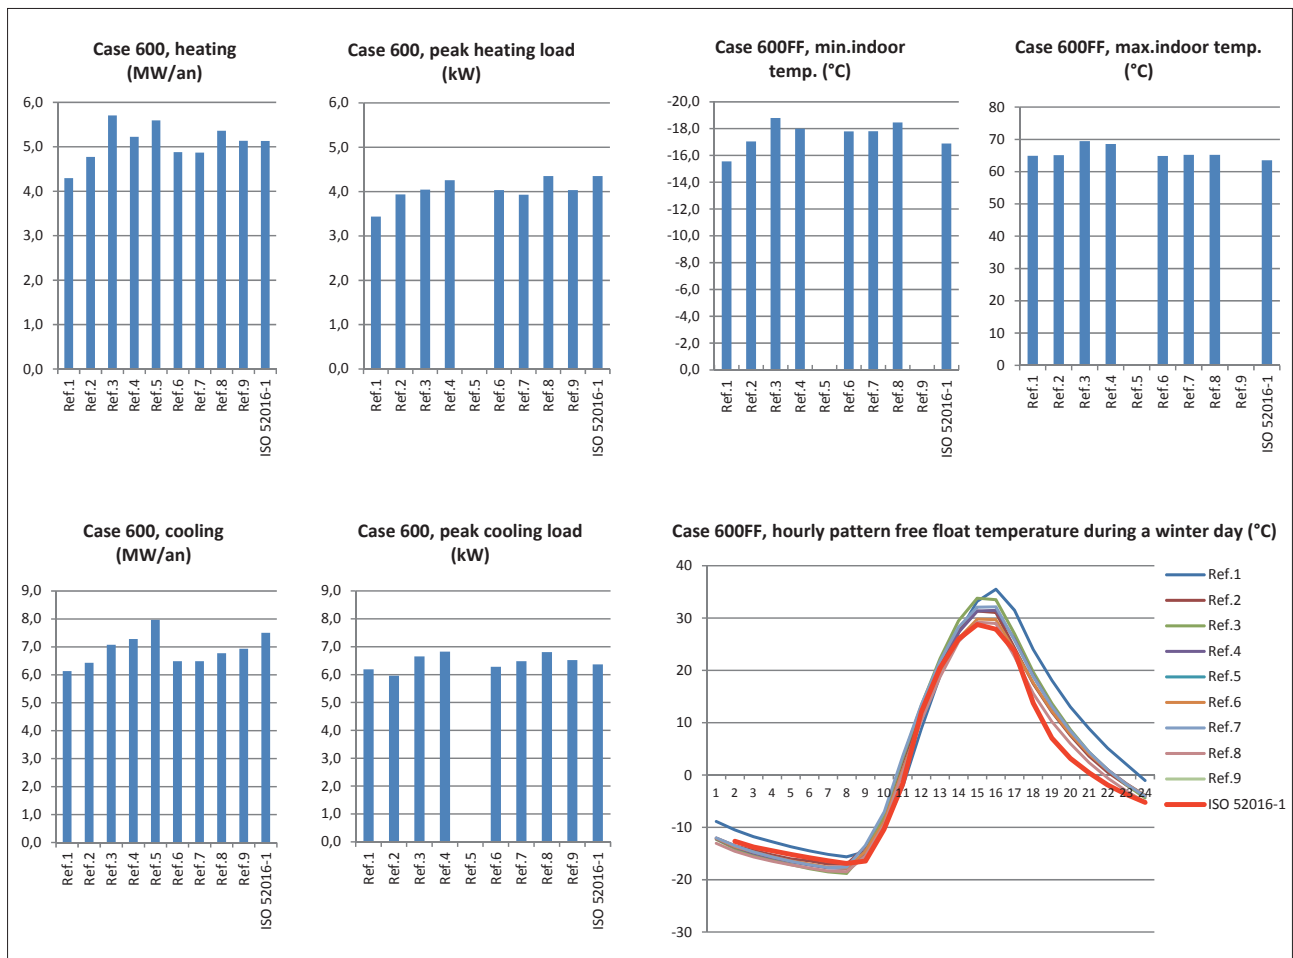 Case 600, heating
(MW/an)
6,0
5,0
4,0
3,0
2,0
1,0
0,0
Ref.1
Ref.2
Ref.3
Ref.4
Ref.5
Ref.6
Ref.7
Ref.8
Ref.9
ISO 52016-1
Case 600, peak heating load
(kW)
6,0
5,0
4,0
3,0
2,0
1,0
0,0
Ref.1
Ref.2
Ref.3
Ref.4
Ref.5
Ref.6
Ref.7
Ref.8
Ref.9
ISO 52016-1
Case 600FF, min.indoor
temp. (°C)
-20,0
-18,0
-16,0
-14,0
-12,0
-10,0
-8,0
-6,0
-4,0
-2,0
0,0
Ref.1
Ref.2
Ref.3
Ref.4
Ref.5
Ref.6
Ref.7
Ref.8
Ref.9
ISO 52016-1
Case 600FF, max.indoor temp.
(°C)
80
70
60
50
40
30
20
10
0
Ref.1
Ref.2
Ref.3
Ref.4
Ref.5
Ref.6
Ref.7
Ref.8
Ref.9
ISO 52016-1
Case 600, cooling
(MW/an)
9,0
8,0
7,0
6,0
5,0
4,0
3,0
2,0
1,0
0,0
Ref.1
Ref.2
Ref.3
Ref.4
Ref.5
Ref.6
Ref.7
Ref.8
Ref.9
ISO 52016-1
Case 600, peak cooling load
(kW)
9,0
8,0
7,0
6,0
5,0
4,0
3,0
2,0
1,0
0,0
Ref.1
Ref.2
Ref.3
Ref.4
Ref.5
Ref.6
Ref.7
Ref.8
Ref.9
ISO 52016-1
Case 600FF, hourly pattern free float temperature during a winter day (°C)
40
30
20
10
0
-10
-20
-30
1 2 3 4 5 6 7 8 9 10 11 12 13 14 15 16 17 18 19 20 21 22 23 24
Ref.1
Ref.2
Ref.3
Ref.4
Ref.5
Ref.6
Ref.7
Ref.8
Ref.9
ISO 52016-1